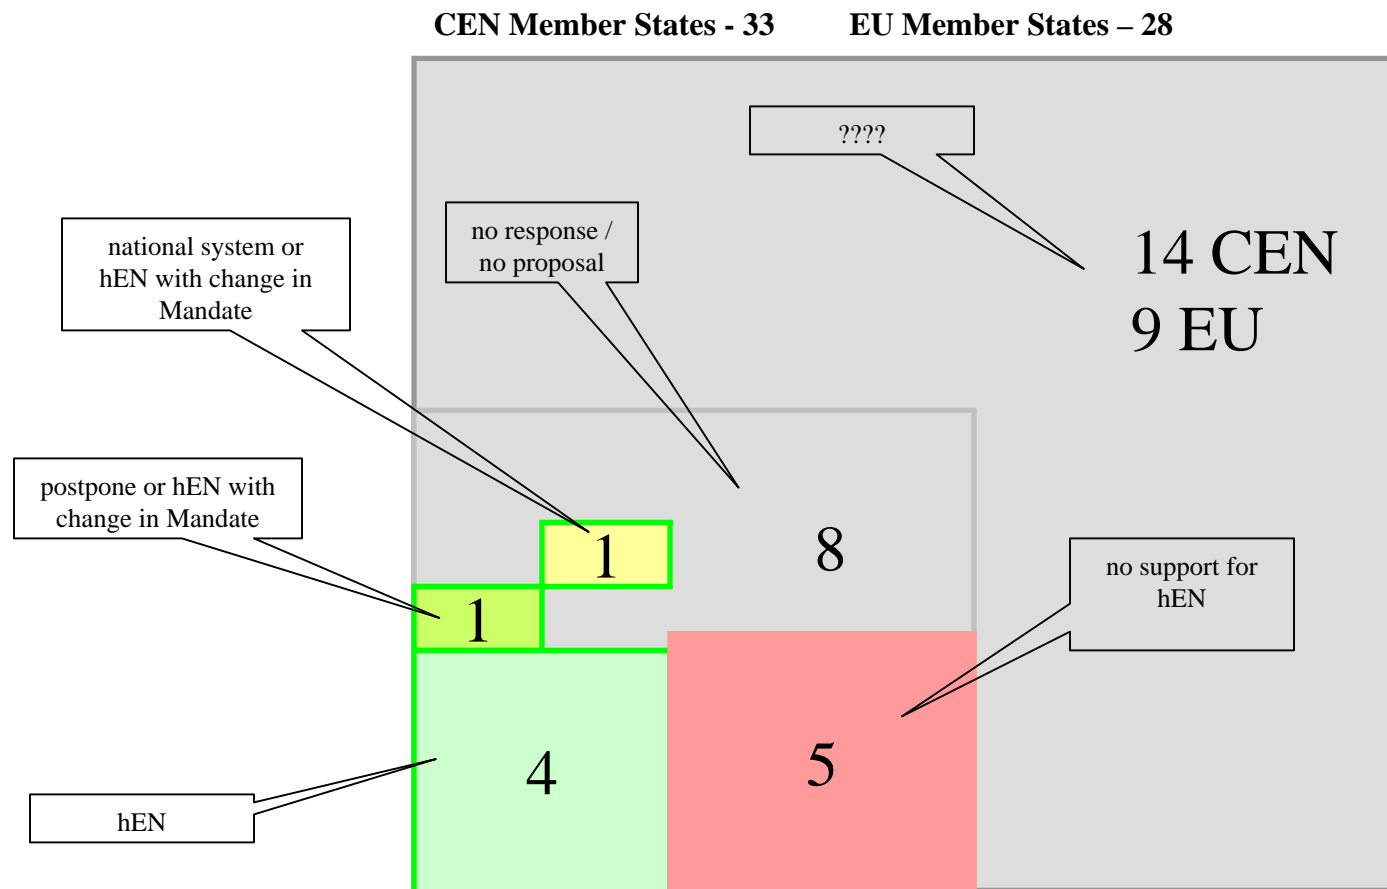 CEN Member States - 33 EU Member States – 28
????
14 CEN
9 EU
no response /
no proposal
national system or
hEN with change in
Mandate
postpone or hEN with
change in Mandate
1
8
1
no support for
hEN
4
5
hEN